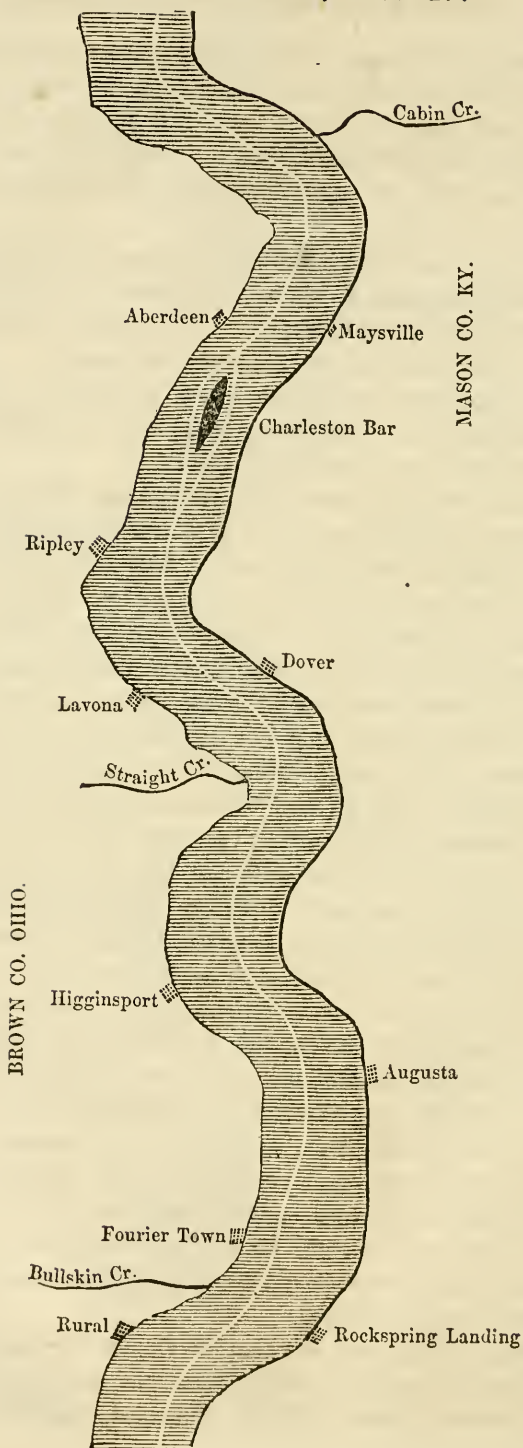 Cabin Cr.
MASON CO. KY.
Aberdeen
Maysville
Charleston Bar
Ripley
Dover
Lavona
Straight Cr.
BROWN CO. OHIO.
Higginsport
Augusta
Fourier Town
Bullskin Cr.
Rural
Rockspring Landing